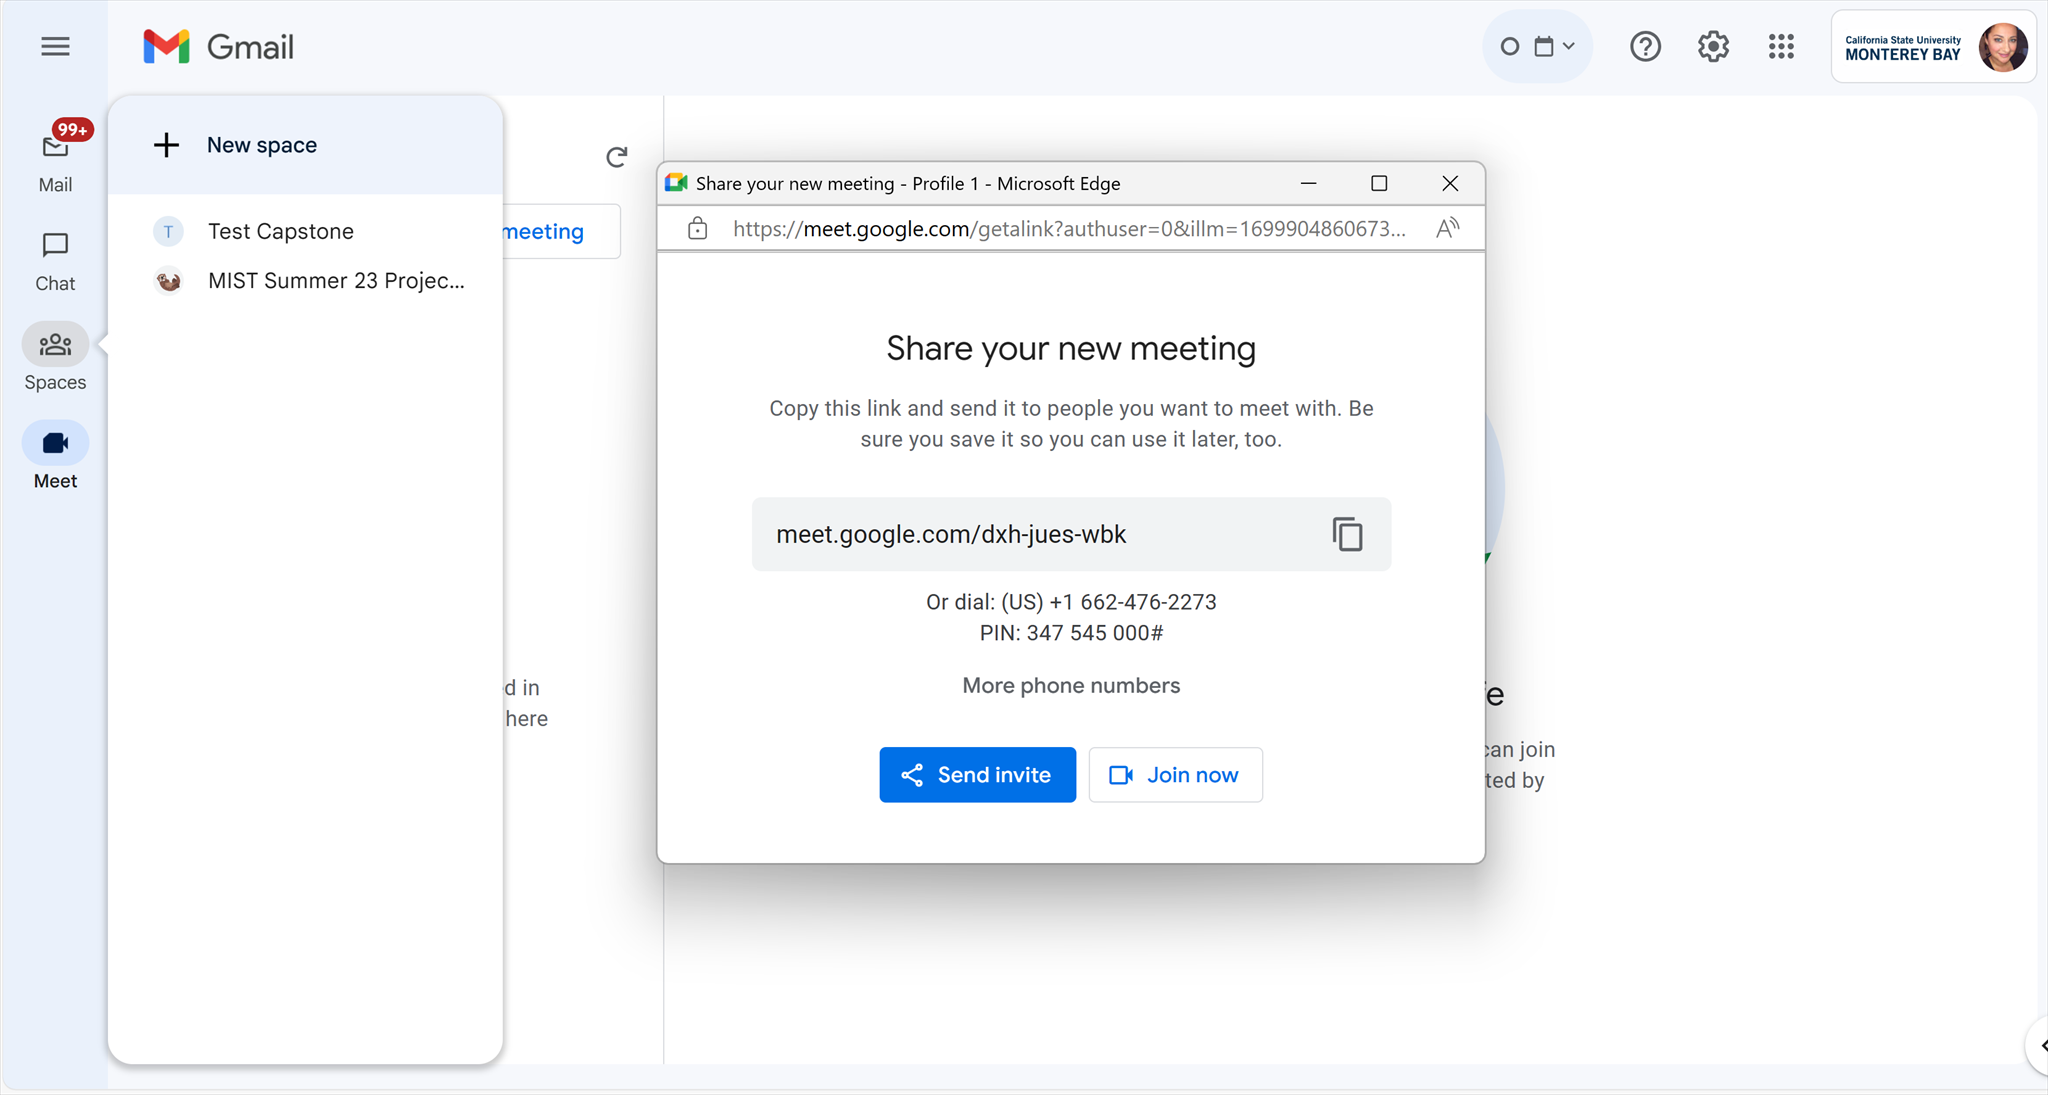 Gmail
California State University
MONTEREY BAY
99+
Mail
Chat
Spaces
Meet
New space
T
Test Capstone
MIST Summer 23 Projec...
meeting
d in
here
Share your new meeting - Profile 1 - Microsoft Edge
https://meet.google.com/getalink?authuser=0&illm=1699904860673...
Share your new meeting
Copy this link and send it to people you want to meet with. Be
sure you save it so you can use it later, too.
meet.google.com/dxh-jues-wbk
Or dial: (US) +1 662-476-2273
PIN: 347 545 000#
More phone numbers
Send invite
Join now
can join
ted by